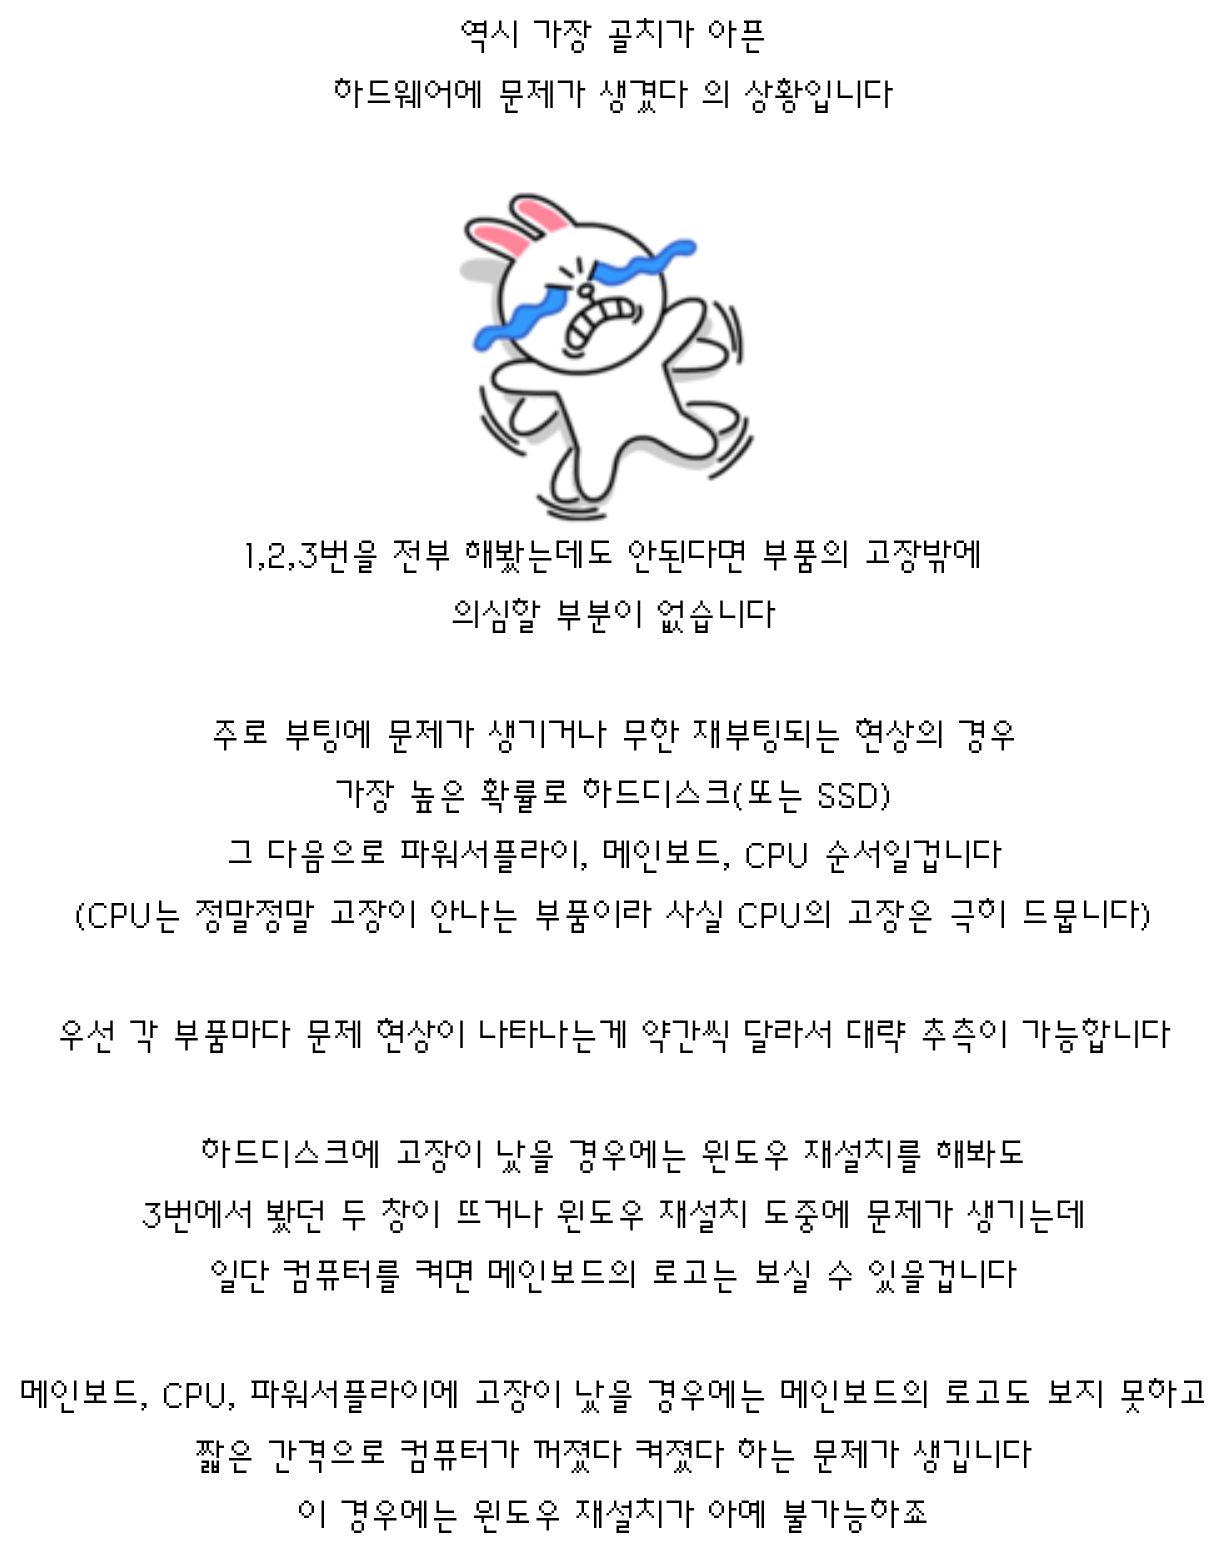 역시 가장 골치가 아픈
하드웨어에 문제가 생겼다 의 상황입니다
1,2,3번을 전부 해봤는데도 안된다면 부품의 고장밖에
의심할 부분이 없습니다
주로 부팅에 문제가 생기거나 무한 재부팅되는 현상의 경우
가장 높은 확률로 하드디스크(또는 SSD)
그 다음으로 파워서플라이, 메인보드, CPU 순서일겁니다
(CPU는 정말정말 고장이 안나는 부품이라 사실 CPU의 고장은 극히 드뭅니다)
우선 각 부품마다 문제 현상이 나타나는게 약간씩 달라서 대략 추측이 가능합니다
하드디스크에 고장이 났을 경우에는 윈도우 재설치를 해봐도
3번에서 봤던 두 창이 뜨거나 윈도우 재설치 도중에 문제가 생기는데
일단 컴퓨터를 켜면 메인보드의 로고는 보실 수 있을겁니다
메인보드, CPU, 파워서플라이에 고장이 났을 경우에는 메인보드의 로고도 보지 못하고
짧은 간격으로 컴퓨터가 꺼졌다 켜졌다 하는 문제가 생깁니다
이 경우에는 윈도우 재설치가 아예 불가능하죠